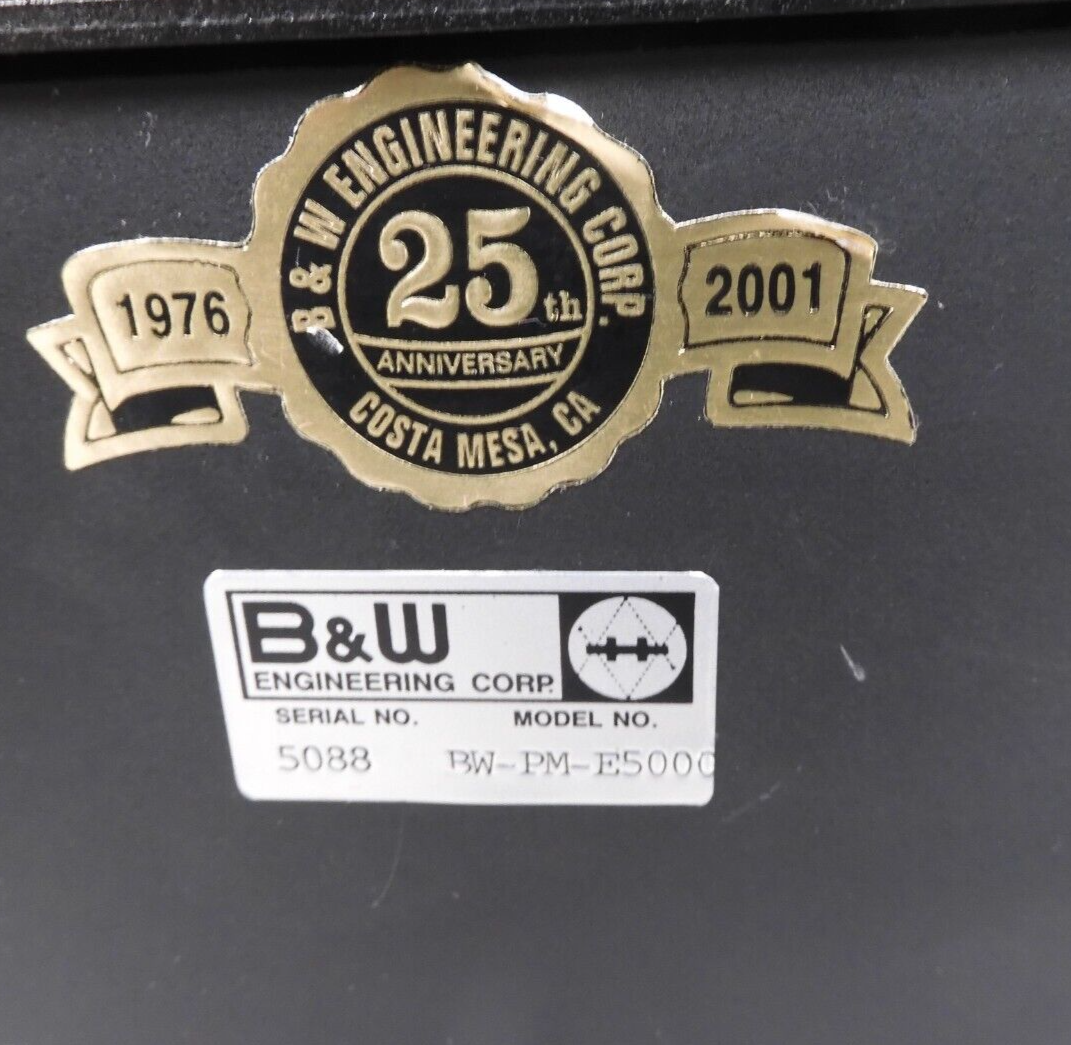 B & W ENGINEERING CORP.
25th
ANNIVERSARY
COSTA MESA, CA
1976
2001
B&W
ENGINEERING CORP.
SERIAL NO. MODEL NO.
5088 BW-PM-E5000